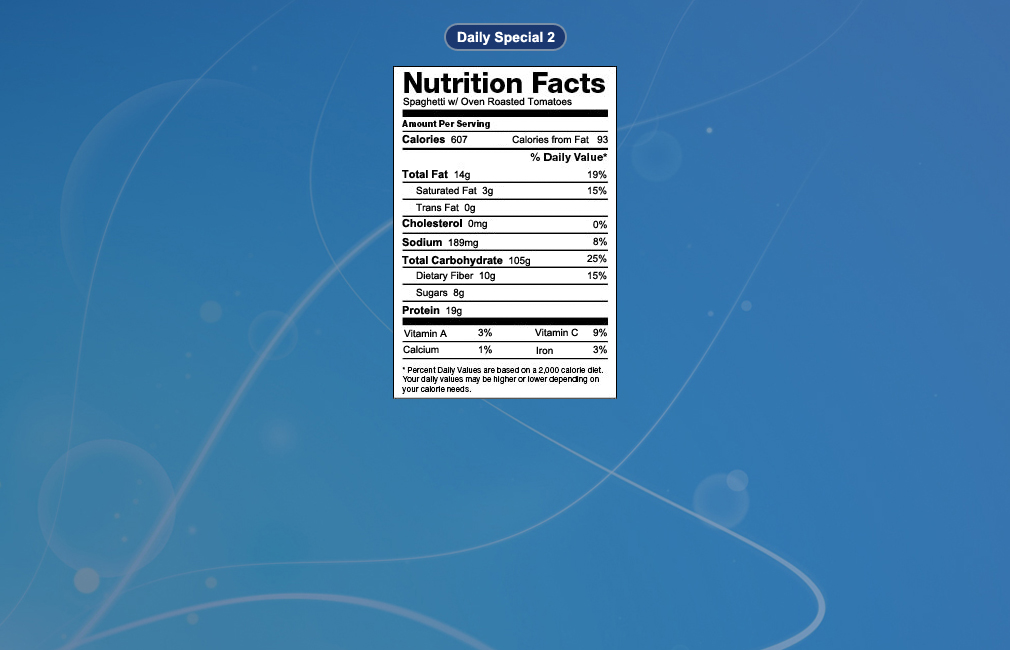 Daily Special 2
Nutrition Facts
Spaghetti w/ Oven Roasted Tomatoes
Amount Per Serving
Calories 607 Calories from Fat 93
% Daily Value*
Total Fat 14g 19%
Saturated Fat 3g 15%
Trans Fat 0g
Cholesterol 0mg 0%
Sodium 189mg 8%
Total Carbohydrate 105g 25%
Dietary Fiber 10g 15%
Sugars 8g
Protein 19g
Vitamin A 3% Vitamin C 9%
Calcium 1% Iron 3%
* Percent Daily Values are based on a 2,000 calorie diet.
Your daily values may be higher or lower depending on
your calorie needs.